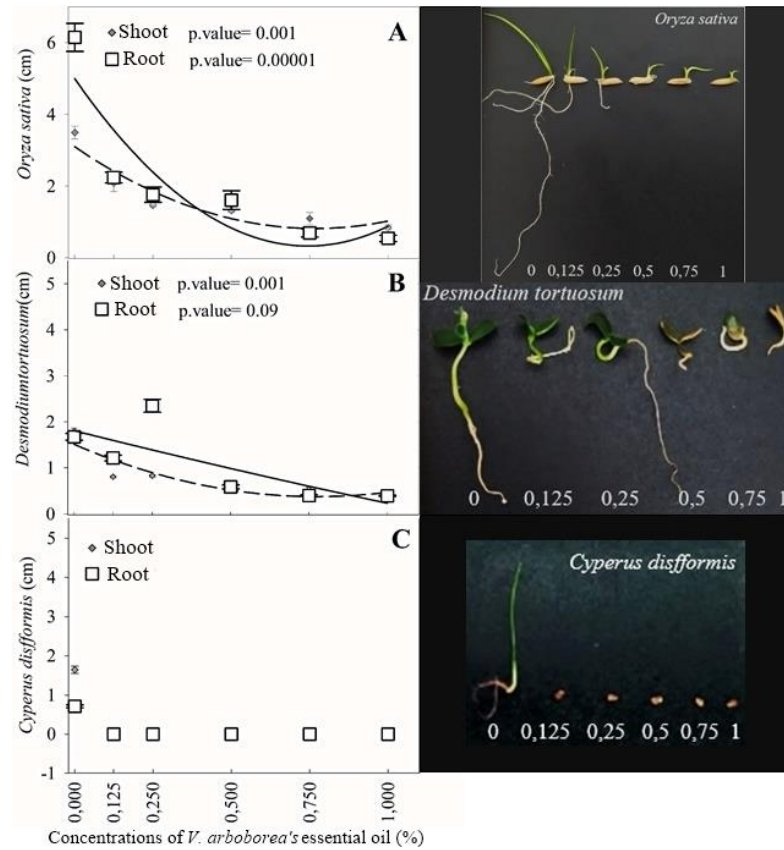 Shoot p.value= 0.001
Root p.value= 0.00001
A
Oryza sativa (cm)
6
4
2
0
Oryza sativa
0 0,125 0,25 0,5 0,75 1
Shoot p.value= 0.001
Root p.value= 0.09
B
Desmodiumtortuosum(cm)
5
4
3
2
1
0
Desmodium tortuosum
0 0,125 0,25 0,5 0,75 1
Shoot
Root
C
Cyperus disfformis (cm)
5
4
3
2
1
0
-1
Cyperus disfformis
0 0,125 0,25 0,5 0,75 1
0,000
0,125
0,250
0,500
0,750
1,000
Concentrations of V. arboborea's essential oil (%)